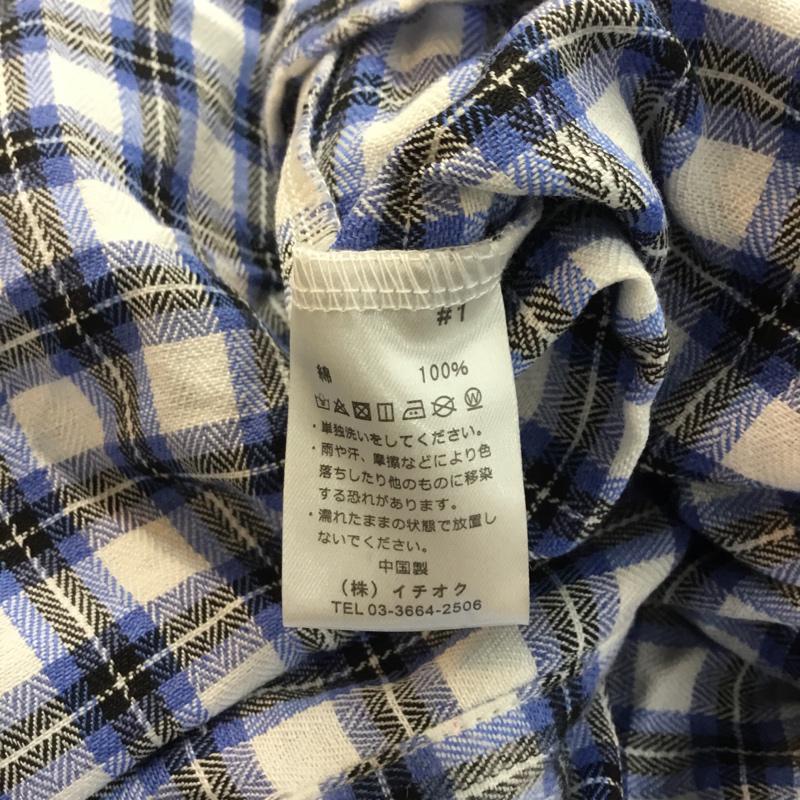 #1
綿 100%
・単独洗いをしてください。
・雨や汗、摩擦などにより色
落ちしたり他のものに移染
する恐れがあります。
・濡れたままの状態で放置し
ないでください。
中国製
(株) イチオク
TEL 03-3664-2506